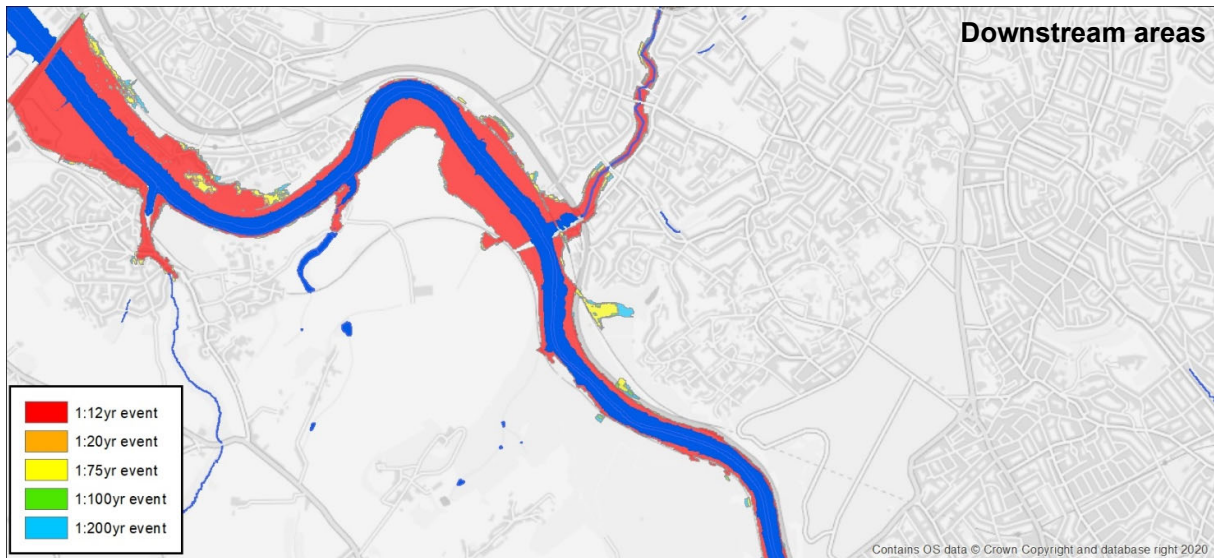 Downstream areas
1:12yr event
1:20yr event
1:75yr event
1:100yr event
1:200yr event
Contains OS data © Crown Copyright and database right 2020